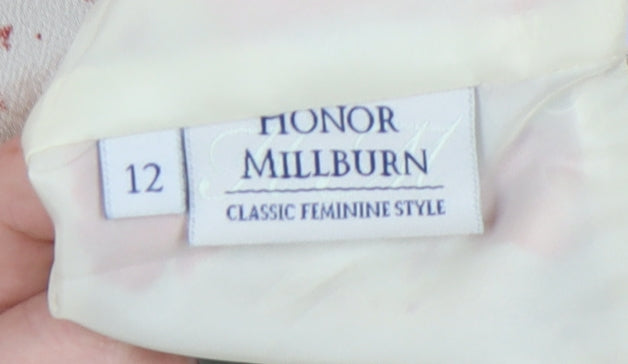 HONOR
MILLBURN
CLASSIC FEMININE STYLE
12